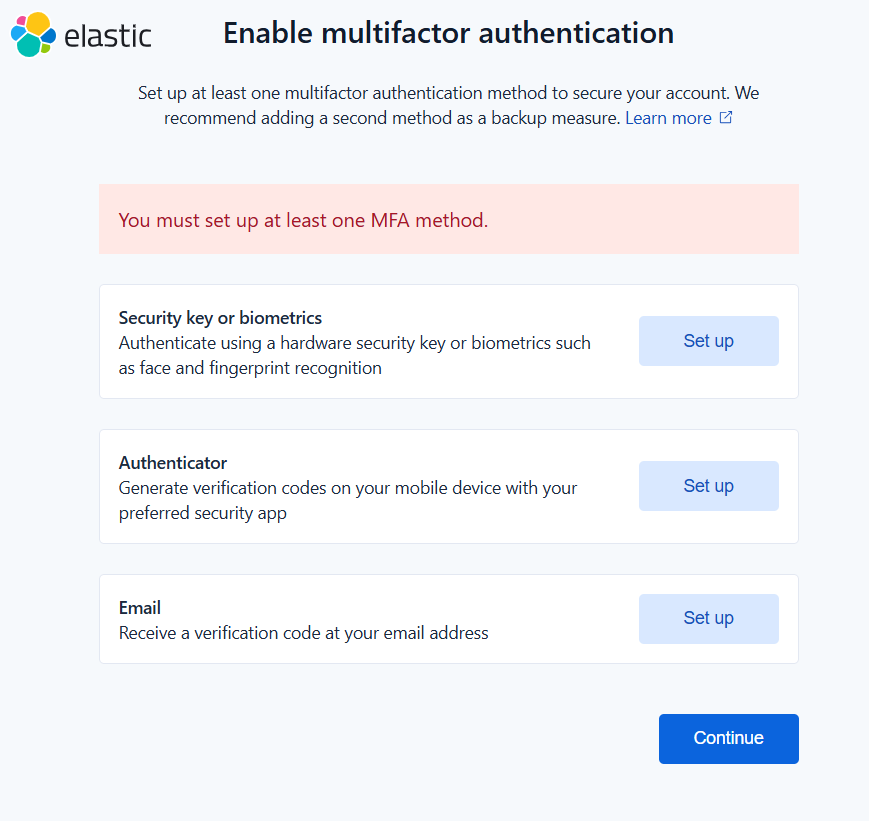 elastic
Enable multifactor authentication
Set up at least one multifactor authentication method to secure your account. We
recommend adding a second method as a backup measure. Learn more
You must set up at least one MFA method.
Security key or biometrics
Authenticate using a hardware security key or biometrics such
as face and fingerprint recognition
Set up
Authenticator
Generate verification codes on your mobile device with your
preferred security app
Set up
Email
Receive a verification code at your email address
Set up
Continue